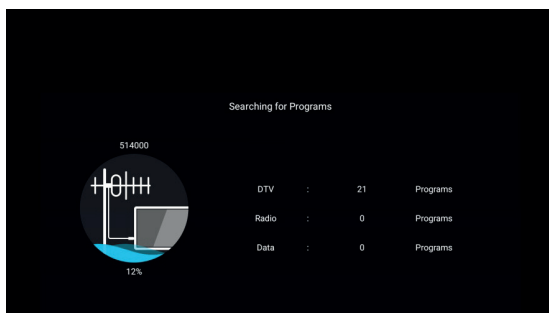 Searching for Programs
514000
DTV : 21 Programs
Radio : 0 Programs
Data : 0 Programs
12%